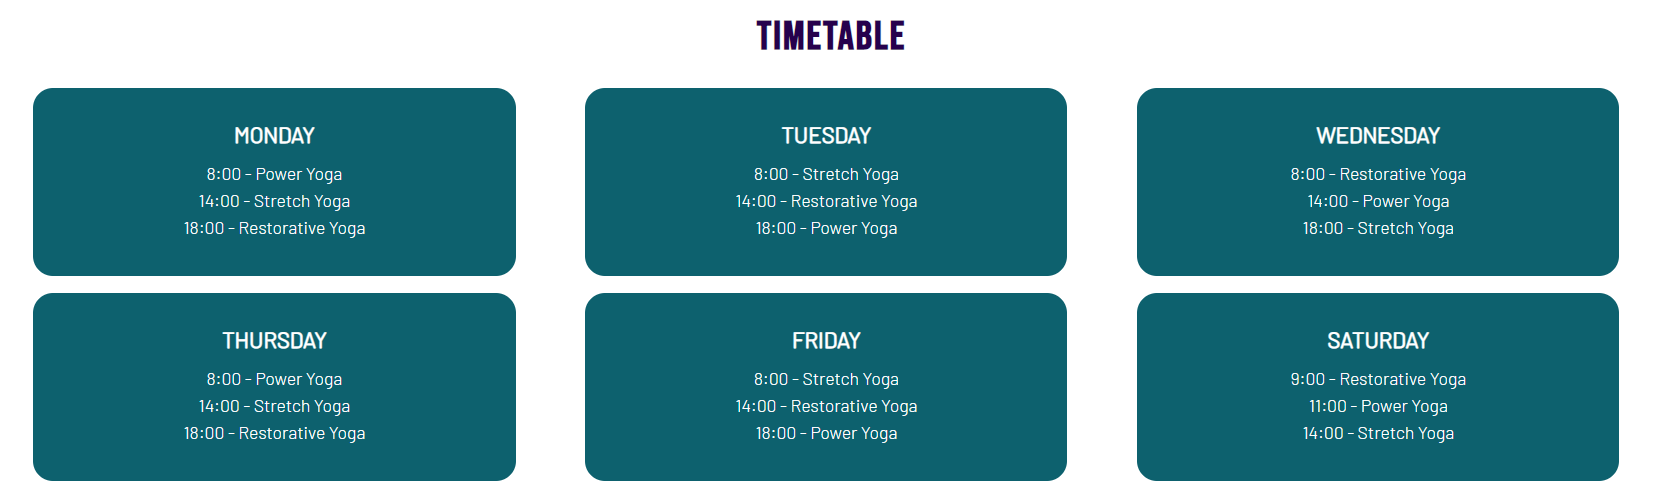 TIMETABLE
MONDAY
8:00 - Power Yoga
14:00 - Stretch Yoga
18:00 - Restorative Yoga
TUESDAY
8:00 - Stretch Yoga
14:00 - Restorative Yoga
18:00 - Power Yoga
WEDNESDAY
8:00 - Restorative Yoga
14:00 - Power Yoga
18:00 - Stretch Yoga
THURSDAY
8:00 - Power Yoga
14:00 - Stretch Yoga
18:00 - Restorative Yoga
FRIDAY
8:00 - Stretch Yoga
14:00 - Restorative Yoga
18:00 - Power Yoga
SATURDAY
9:00 - Restorative Yoga
11:00 - Power Yoga
14:00 - Stretch Yoga